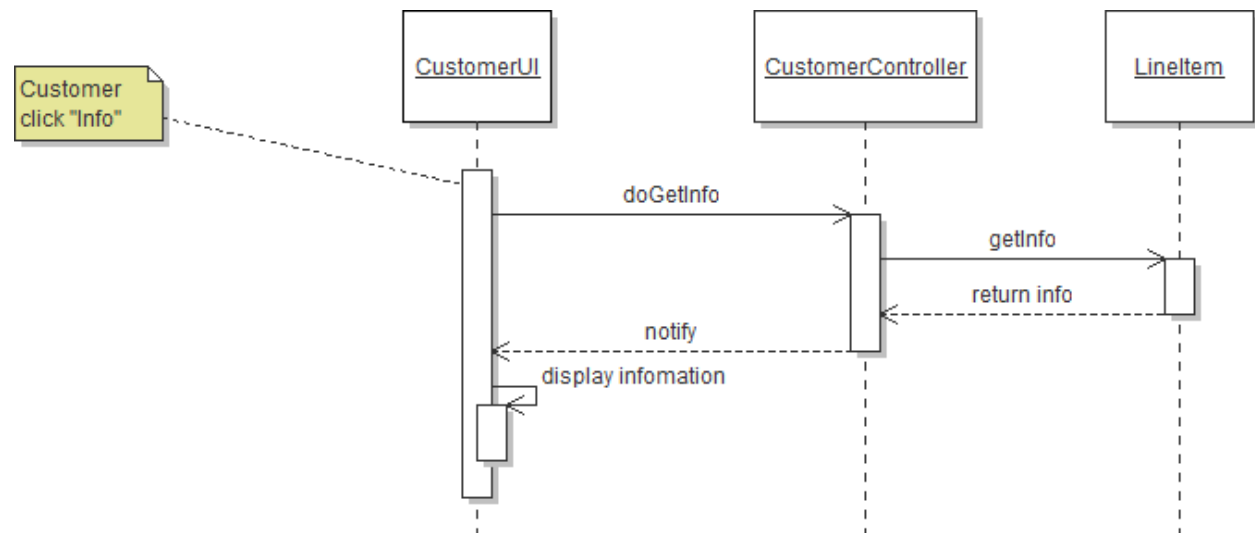 CustomerUI
CustomerController
LineItem
Customer
click "Info"
doGetInfo
getInfo
return info
notify
display infomation